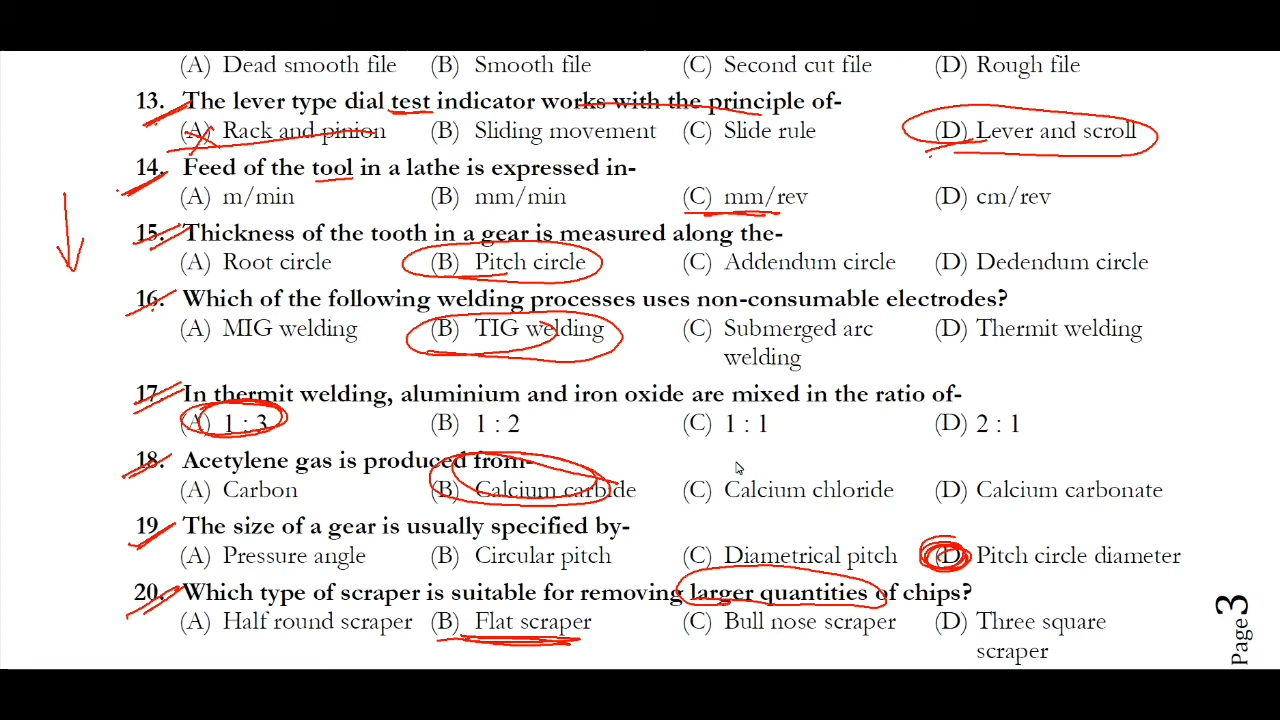 (A) Dead smooth file (B) Smooth file (C) Second cut file (D) Rough file
13. The lever type dial test indicator works with the principle of-
(A) Rack and pinion (B) Sliding movement (C) Slide rule (D) Lever and scroll
14. Feed of the tool in a lathe is expressed in-
(A) m/min (B) mm/min (C) mm/rev (D) cm/rev
15. Thickness of the tooth in a gear is measured along the-
(A) Root circle (B) Pitch circle (C) Addendum circle (D) Dedendum circle
16. Which of the following welding processes uses non-consumable electrodes?
(A) MIG welding (B) TIG welding (C) Submerged arc (D) Thermit welding
welding
17. In thermit welding, aluminium and iron oxide are mixed in the ratio of-
(A) 1 : 3 (B) 1 : 2 (C) 1 : 1 (D) 2 : 1
18. Acetylene gas is produced from-
(A) Carbon (B) Calcium carbide (C) Calcium chloride (D) Calcium carbonate
19. The size of a gear is usually specified by-
(A) Pressure angle (B) Circular pitch (C) Diametrical pitch (D) Pitch circle diameter
20. Which type of scraper is suitable for removing larger quantities of chips?
(A) Half round scraper (B) Flat scraper (C) Bull nose scraper (D) Three square
scraper
Page 3